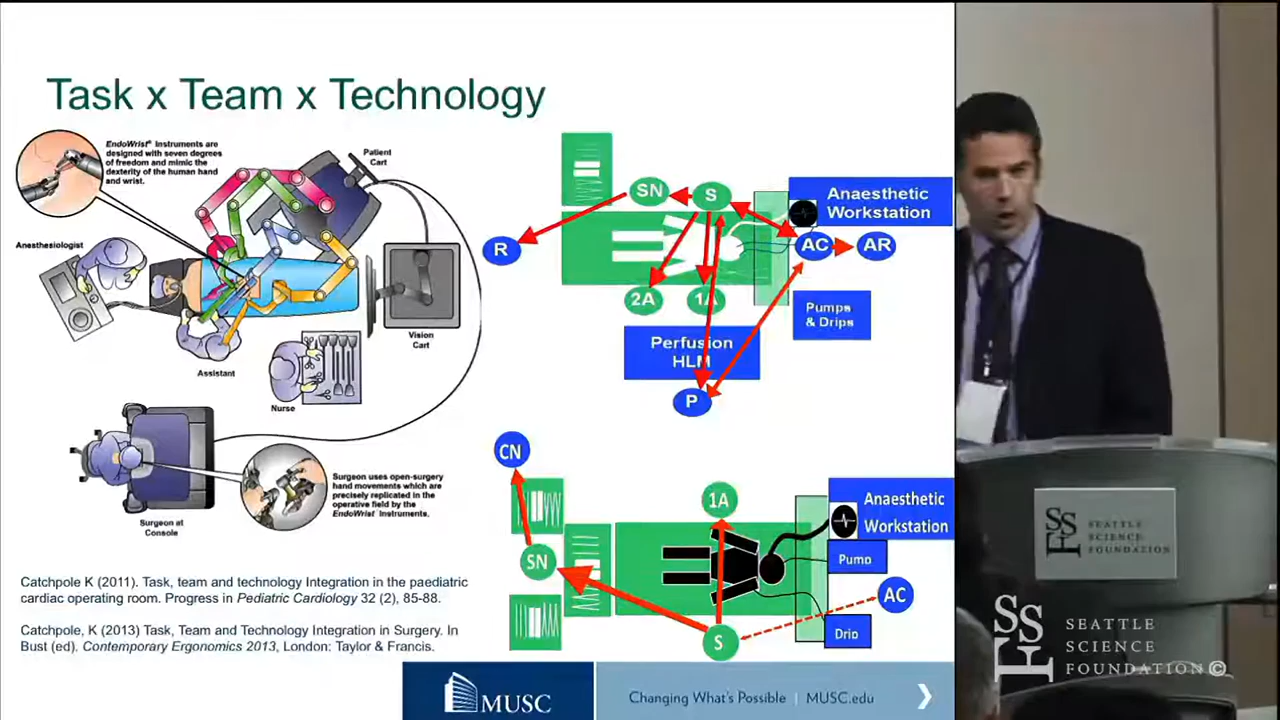 Task x Team x Technology
EndoWrist® Instruments are
designed with seven degrees
of freedom and mimic the
dexterity of the human hand
and wrist.
Patient
Cart
Anesthesiologist
Vision
Cart
Assistant
Nurse
Surgeon uses open-surgery
hand movements which are
precisely replicated in the
operative field by the
EndoWrist Instruments.
Surgeon at
Console
SN
S
Anaesthetic
Workstation
R
AC
AR
2A
1A
Pumps
& Drips
Perfusion
HLM
P
CN
1A
Anaesthetic
Workstation
SN
Pump
AC
S
Drip
Catchpole K (2011). Task, team and technology Integration in the paediatric
cardiac operating room. Progress in Pediatric Cardiology 32 (2), 85-88.
Catchpole, K (2013) Task, Team and Technology Integration in Surgery. In
Bust (ed). Contemporary Ergonomics 2013, London: Taylor & Francis.
MUSC
Changing What's Possible | MUSC.edu
SSF
SEATTLE
SCIENCE
FOUNDATION
SSF
SEATTLE
SCIENCE
FOUNDATION©